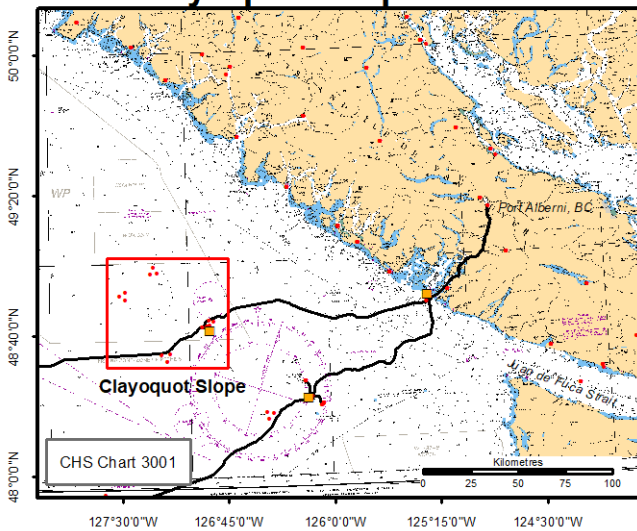 50°0'0"N
49°20'0"N
48°40'0"N
48°0'0"N
WP
Port Alberni, BC
Clayoquot Slope
Juan de Fuca Strait
CHS Chart 3001
Kilometres
0 25 50 75 100
127°30'0"W 126°45'0"W 126°0'0"W 125°15'0"W 124°30'0"W